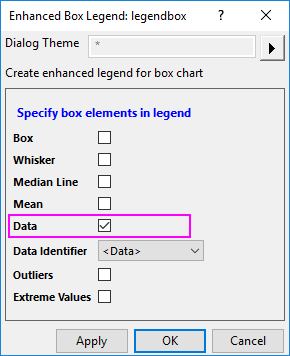 Enhanced Box Legend: legendbox
Dialog Theme *
Create enhanced legend for box chart
Specify box elements in legend
Box
Whisker
Median Line
Mean
Data
Data Identifier <Data>
Outliers
Extreme Values
Apply OK Cancel